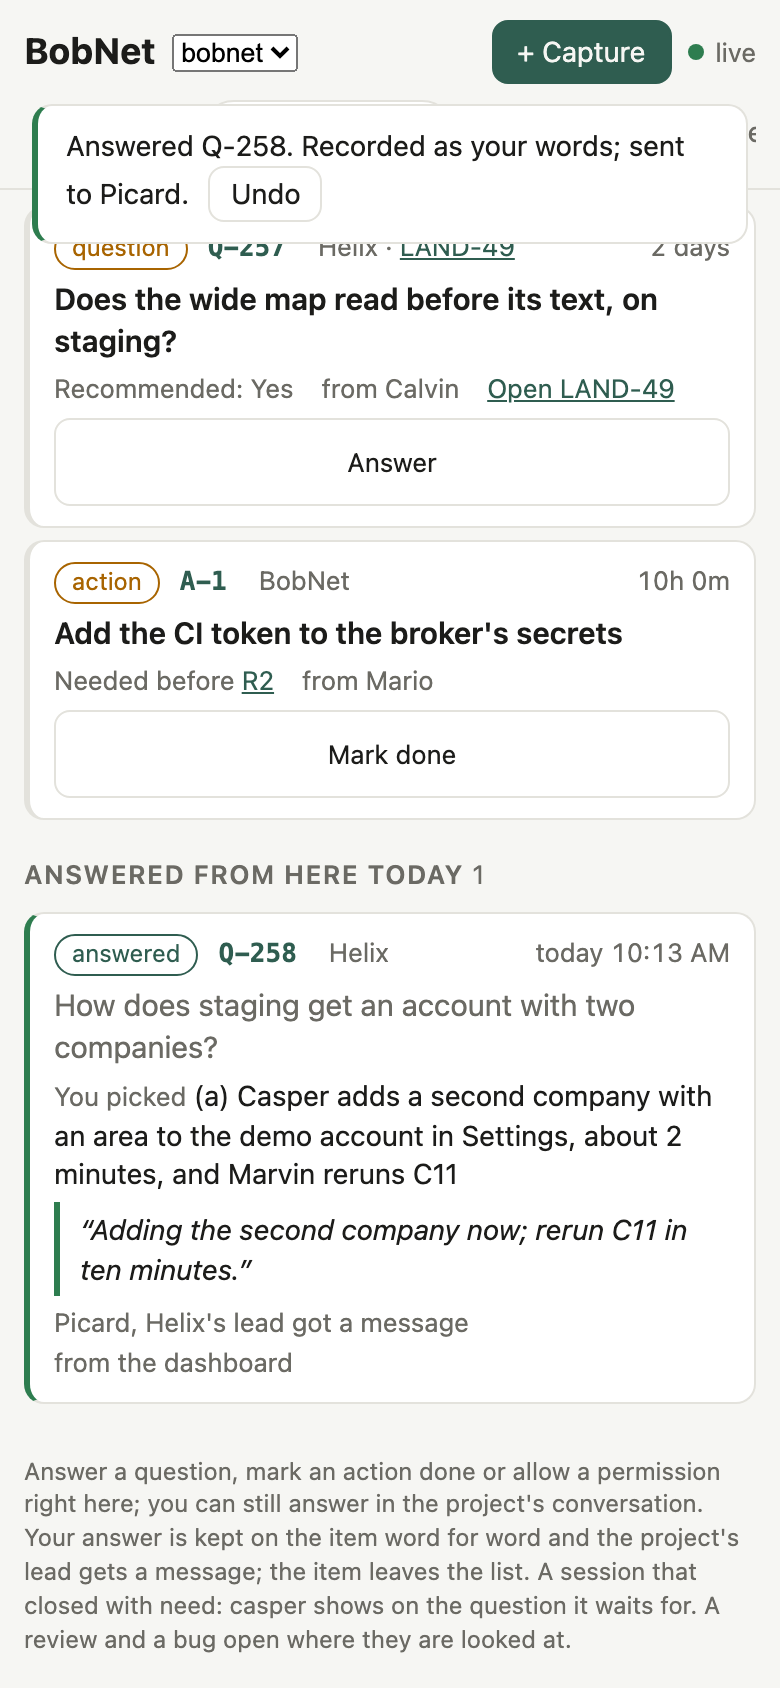 BobNet bobnet + Capture live
Answered Q-258. Recorded as your words; sent
to Picard. Undo
question Q-257 Helix · LAND-49 2 days
Does the wide map read before its text, on
staging?
Recommended: Yes from Calvin Open LAND-49
Answer
action A-1 BobNet 10h 0m
Add the CI token to the broker's secrets
Needed before R2 from Mario
Mark done
ANSWERED FROM HERE TODAY 1
answered Q-258 Helix today 10:13 AM
How does staging get an account with two
companies?
You picked (a) Casper adds a second company with
an area to the demo account in Settings, about 2
minutes, and Marvin reruns C11
“Adding the second company now; rerun C11 in
ten minutes.”
Picard, Helix's lead got a message
from the dashboard
Answer a question, mark an action done or allow a permission
right here; you can still answer in the project's conversation.
Your answer is kept on the item word for word and the project's
lead gets a message; the item leaves the list. A session that
closed with need: casper shows on the question it waits for. A
review and a bug open where they are looked at.